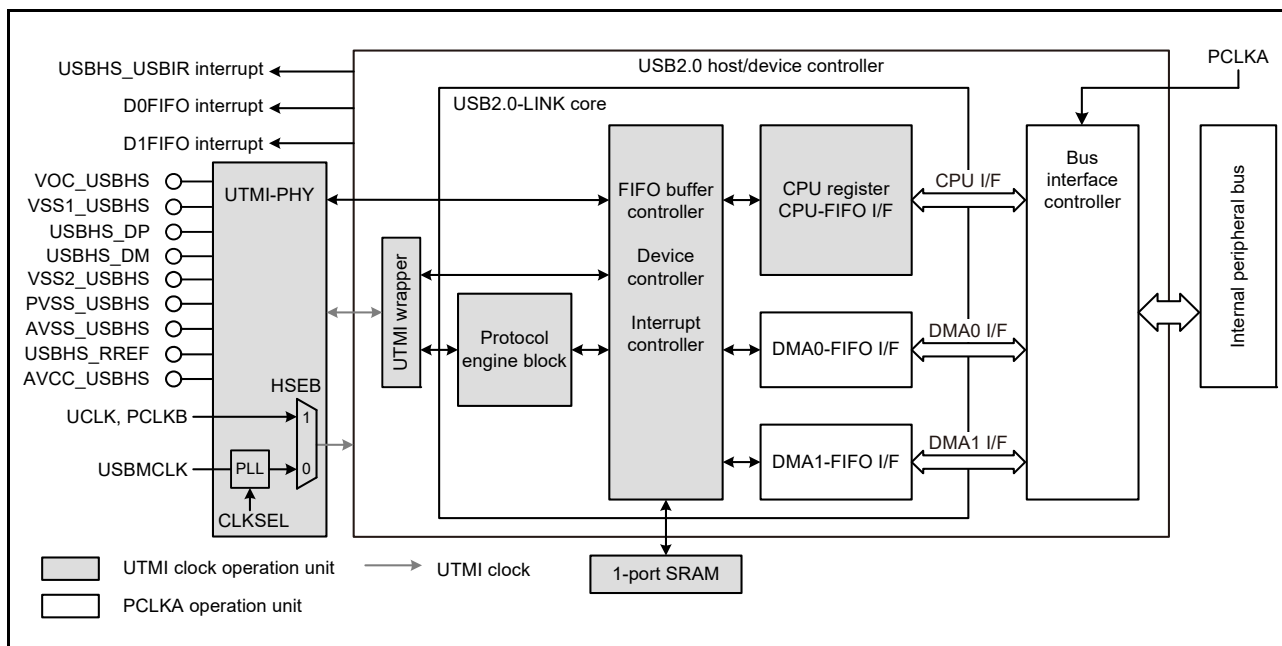 USBHS_USBIR interrupt
D0FIFO interrupt
D1FIFO interrupt
USB2.0 host/device controller
PCLKA
USB2.0-LINK core
VOC_USBHS
VSS1_USBHS
USBHS_DP
USBHS_DM
VSS2_USBHS
PVSS_USBHS
AVSS_USBHS
USBHS_RREF
AVCC_USBHS
UCLK, PCLKB
USBMCLK
UTMI-PHY
HSEB
1
0
PLL
CLKSEL
UTMI wrapper
Protocol
engine block
FIFO buffer
controller
Device
controller
Interrupt
controller
CPU register
CPU-FIFO I/F
DMA0-FIFO I/F
DMA1-FIFO I/F
CPU I/F
DMA0 I/F
DMA1 I/F
Bus
interface
controller
Internal peripheral bus
1-port SRAM
UTMI clock operation unit
UTMI clock
PCLKA operation unit